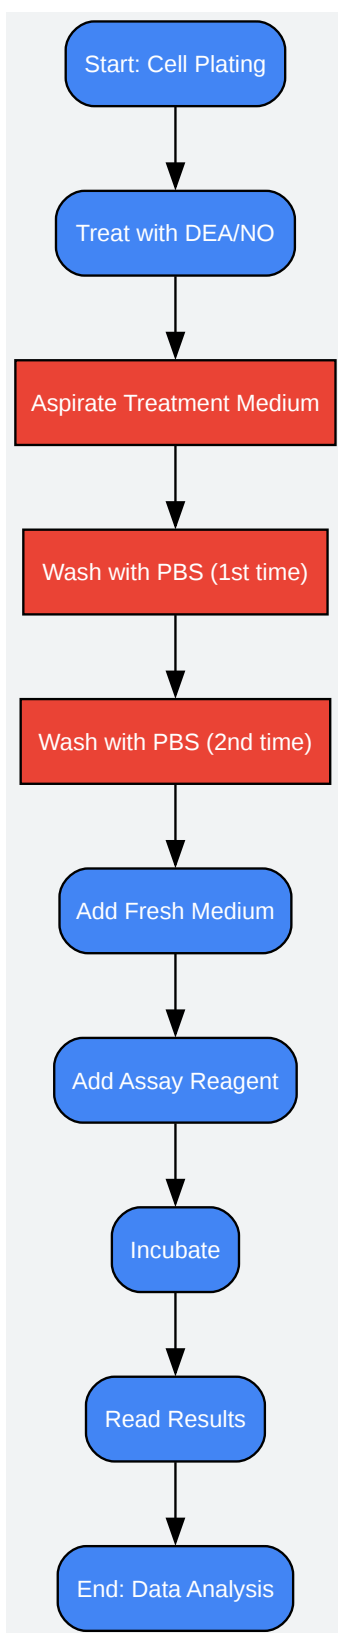 Start: Cell Plating
Treat with DEA/NO
Aspirate Treatment Medium
Wash with PBS (1st time)
Wash with PBS (2nd time)
Add Fresh Medium
Add Assay Reagent
Incubate
Read Results
End: Data Analysis